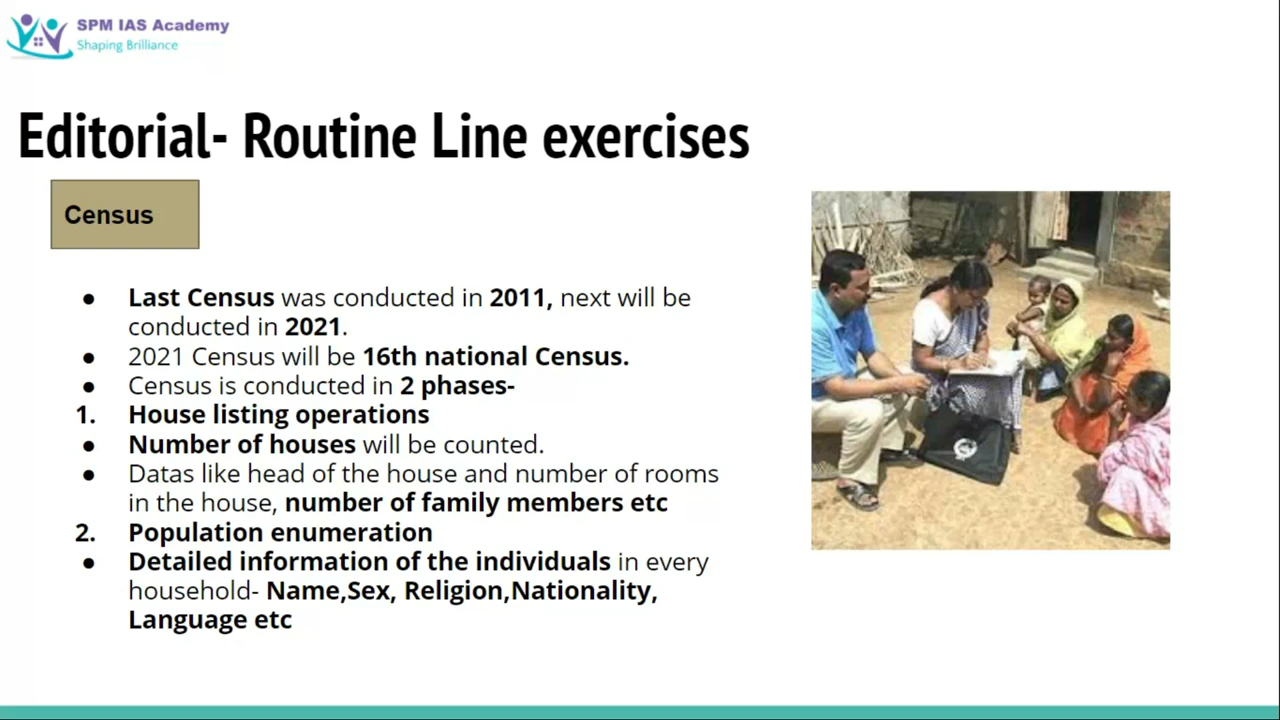 SPM IAS Academy
Shaping Brilliance
Editorial- Routine Line exercises
Census
● Last Census was conducted in 2011, next will be
conducted in 2021.
● 2021 Census will be 16th national Census.
● Census is conducted in 2 phases-
1. House listing operations
● Number of houses will be counted.
● Datas like head of the house and number of rooms
in the house, number of family members etc
2. Population enumeration
● Detailed information of the individuals in every
household- Name,Sex, Religion,Nationality,
Language etc